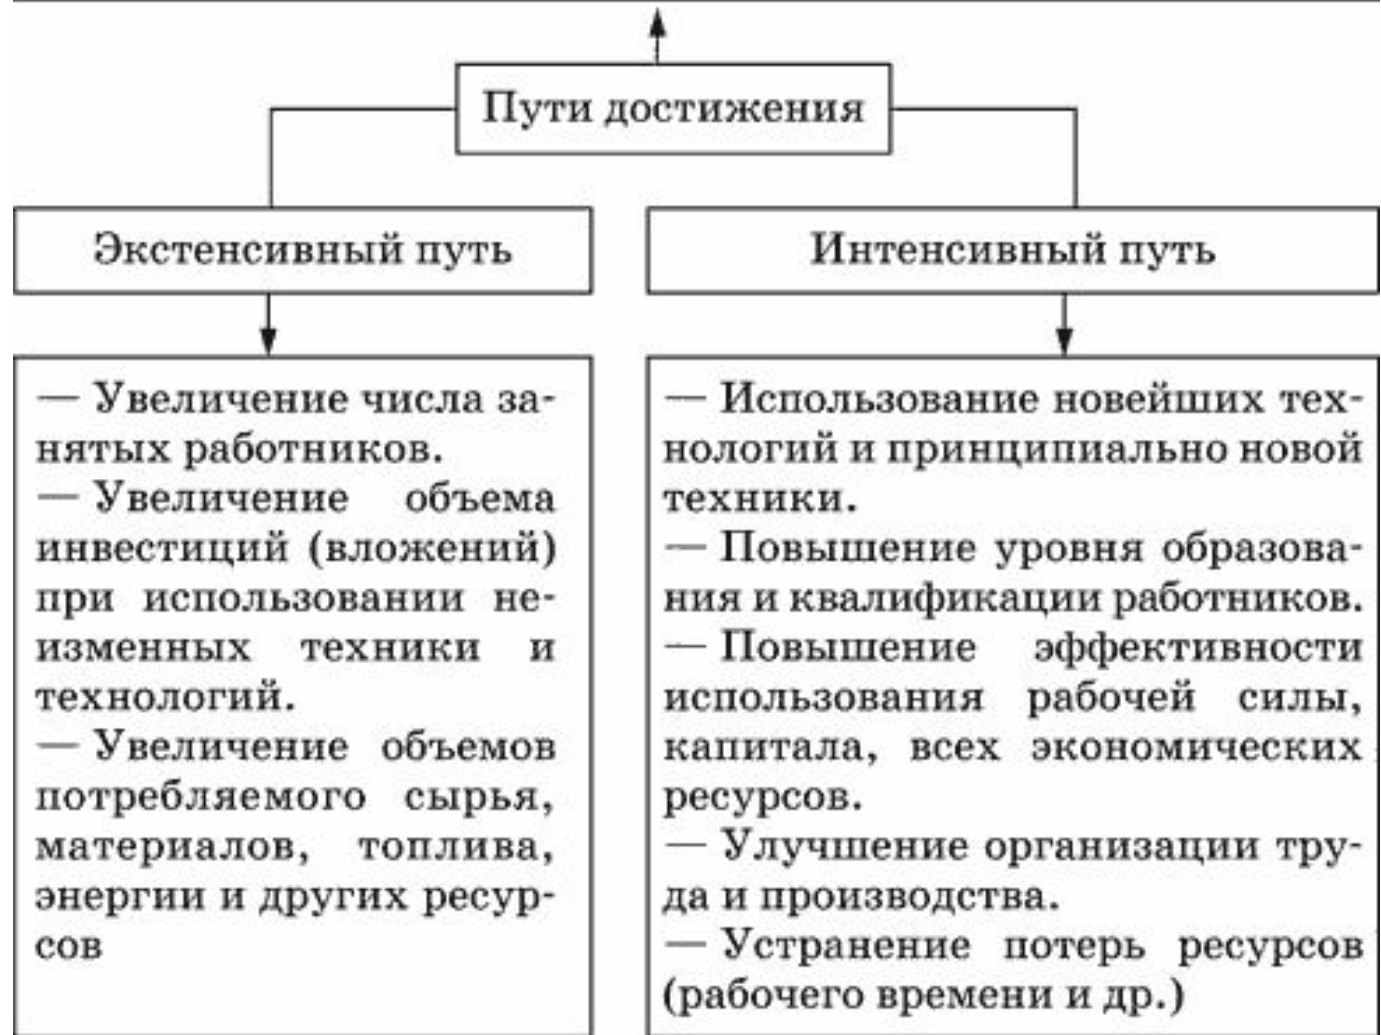 Пути достижения
Экстенсивный путь
— Увеличение числа за-
нятых работников.
— Увеличение объема
инвестиций (вложений)
при использовании не-
изменных техники и
технологий.
— Увеличение объемов
потребляемого сырья,
материалов, топлива,
энергии и других ресур-
сов
Интенсивный путь
— Использование новейших тех-
нологий и принципиально новой
техники.
— Повышение уровня образова-
ния и квалификации работников.
— Повышение эффективности
использования рабочей силы,
капитала, всех экономических
ресурсов.
— Улучшение организации тру-
да и производства.
— Устранение потерь ресурсов
(рабочего времени и др.)